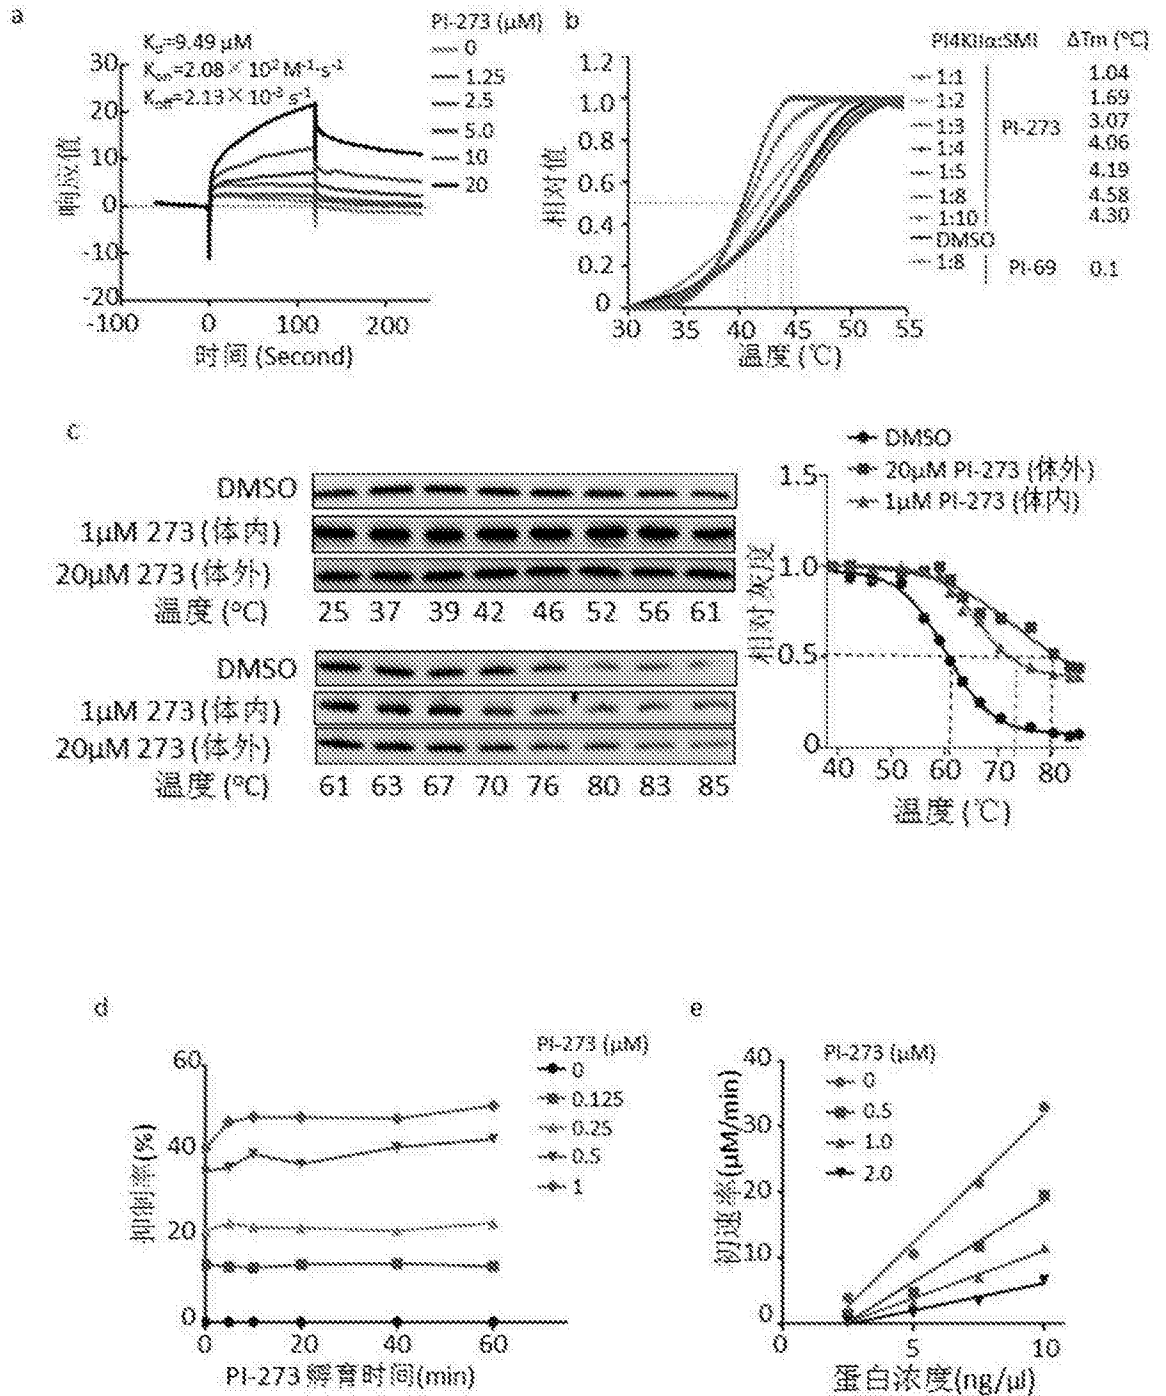 a
K_d=9.49 μM
K_on=2.08×10² M⁻¹·s⁻¹
K_off=2.13×10⁻³ s⁻¹
PI-273 (μM)
0
1.25
2.5
5.0
10
20
30
20
10
0
-10
-20
响应值
-100 0 100 200
时间 (Second)
b
1.2
1.0
0.8
0.6
0.4
0.2
0
相对值
30 35 40 45 50 55
温度 (℃)
PI4KIIα:SMI ΔTm (°C)
1:1 1.04
1:2 1.69
1:3 PI-273 3.07
1:4 4.06
1:5 4.19
1:8 4.58
1:10 4.30
DMSO
1:8 PI-69 0.1
c
DMSO
1μM 273 (体内)
20μM 273 (体外)
温度 (°C) 25 37 39 42 46 52 56 61
DMSO
1μM 273 (体内)
20μM 273 (体外)
温度 (°C) 61 63 67 70 76 80 83 85
DMSO
20μM PI-273 (体外)
1μM PI-273 (体内)
1.5
1.0
0.5
0
相对灰度
40 50 60 70 80
温度 (℃)
d
60
40
20
0
抑制率(%)
0 20 40 60
PI-273 孵育时间(min)
PI-273 (μM)
0
0.125
0.25
0.5
1
e
40
30
20
10
0
初速率(μM/min)
0 5 10
蛋白浓度(ng/μl)
PI-273 (μM)
0
0.5
1.0
2.0